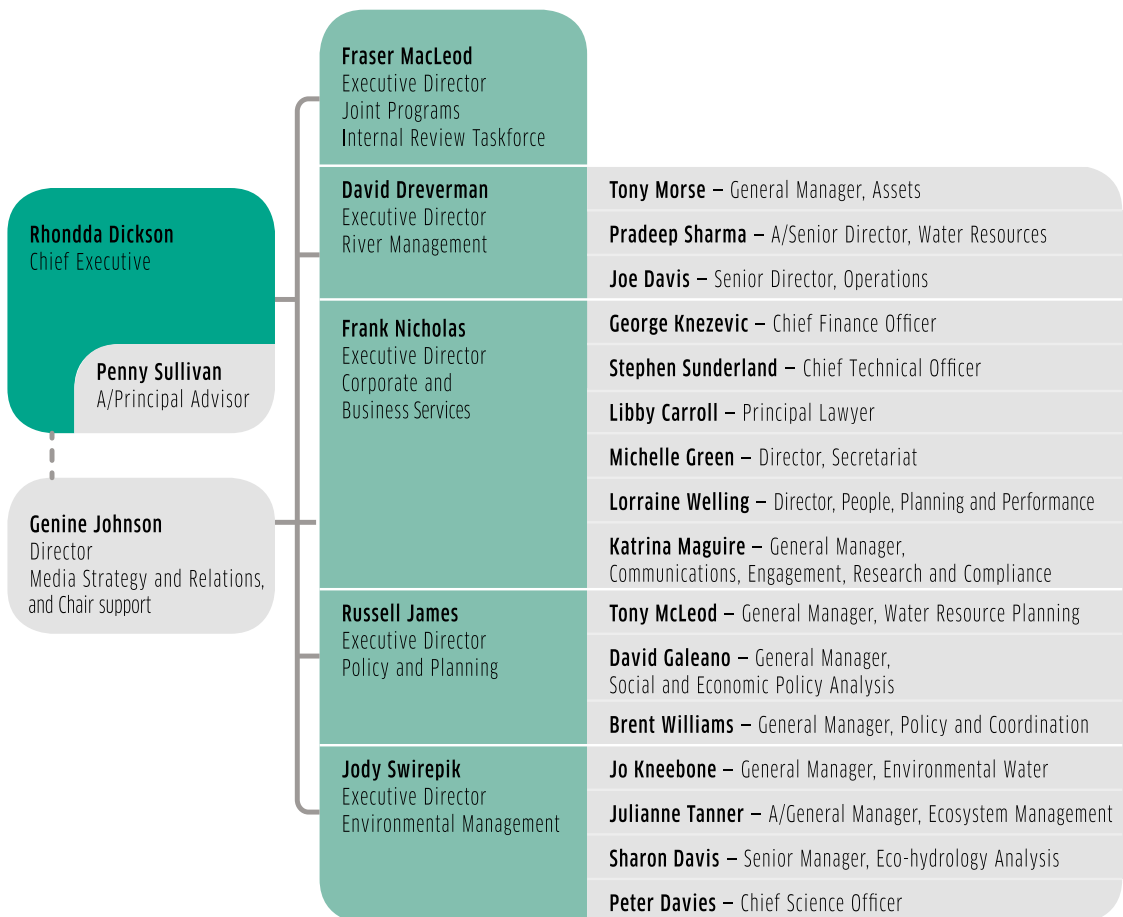 Rhondda Dickson
Chief Executive
Penny Sullivan
A/Principal Advisor
Genine Johnson
Director
Media Strategy and Relations,
and Chair support
Fraser MacLeod
Executive Director
Joint Programs
Internal Review Taskforce
David Dreverman
Executive Director
River Management
Tony Morse – General Manager, Assets
Pradeep Sharma – A/Senior Director, Water Resources
Joe Davis – Senior Director, Operations
Frank Nicholas
Executive Director
Corporate and
Business Services
George Knezevic – Chief Finance Officer
Stephen Sunderland – Chief Technical Officer
Libby Carroll – Principal Lawyer
Michelle Green – Director, Secretariat
Lorraine Welling – Director, People, Planning and Performance
Katrina Maguire – General Manager,
Communications, Engagement, Research and Compliance
Russell James
Executive Director
Policy and Planning
Tony McLeod – General Manager, Water Resource Planning
David Galeano – General Manager,
Social and Economic Policy Analysis
Brent Williams – General Manager, Policy and Coordination
Jody Swirepik
Executive Director
Environmental Management
Jo Kneebone – General Manager, Environmental Water
Julianne Tanner – A/General Manager, Ecosystem Management
Sharon Davis – Senior Manager, Eco-hydrology Analysis
Peter Davies – Chief Science Officer